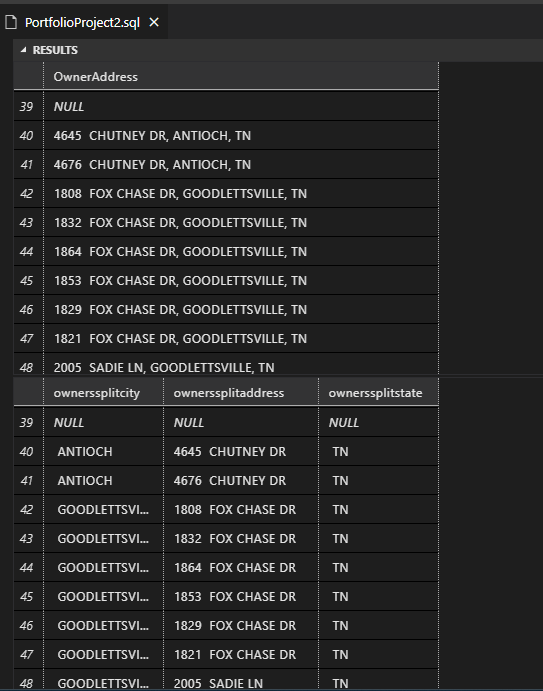 PortfolioProject2.sql ×
RESULTS
OwnerAddress
39 NULL
40 4645  CHUTNEY DR, ANTIOCH, TN
41 4676  CHUTNEY DR, ANTIOCH, TN
42 1808  FOX CHASE DR, GOODLETTSVILLE, TN
43 1832  FOX CHASE DR, GOODLETTSVILLE, TN
44 1864  FOX CHASE DR, GOODLETTSVILLE, TN
45 1853  FOX CHASE DR, GOODLETTSVILLE, TN
46 1829  FOX CHASE DR, GOODLETTSVILLE, TN
47 1821  FOX CHASE DR, GOODLETTSVILLE, TN
48 2005  SADIE LN, GOODLETTSVILLE, TN
ownerssplitcity ownerssplitaddress ownerssplitstate
39 NULL NULL NULL
40 ANTIOCH 4645  CHUTNEY DR TN
41 ANTIOCH 4676  CHUTNEY DR TN
42 GOODLETTSVI... 1808  FOX CHASE DR TN
43 GOODLETTSVI... 1832  FOX CHASE DR TN
44 GOODLETTSVI... 1864  FOX CHASE DR TN
45 GOODLETTSVI... 1853  FOX CHASE DR TN
46 GOODLETTSVI... 1829  FOX CHASE DR TN
47 GOODLETTSVI... 1821  FOX CHASE DR TN
48 GOODLETTSVI... 2005  SADIE LN TN